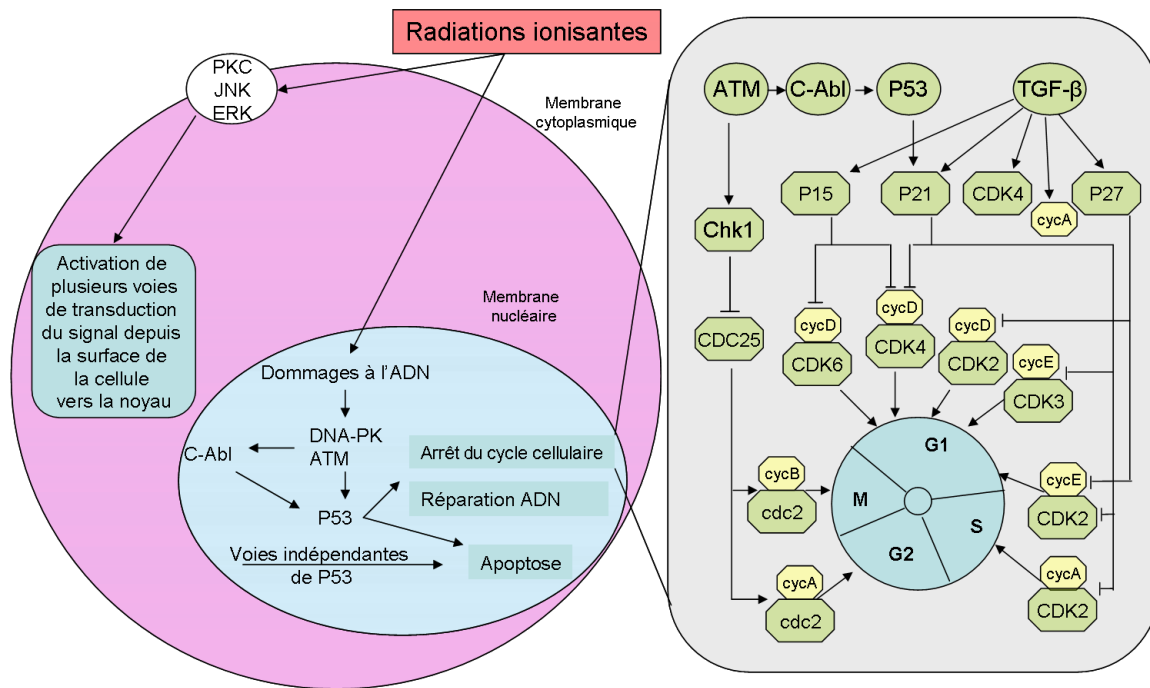 Radiations ionisantes
PKC
JNK
ERK
Membrane
cytoplasmique
Activation de
plusieurs voies
de transduction
du signal depuis
la surface de
la cellule
vers la noyau
Membrane
nucléaire
Dommages à l'ADN
DNA-PK
ATM
C-Abl
P53
Arrêt du cycle cellulaire
Réparation ADN
Apoptose
Voies indépendantes
de P53
ATM
C-Abl
P53
TGF-β
P15
P21
CDK4
cycA
P27
Chk1
CDC25
cycD
CDK6
cycD
CDK4
cycD
CDK2
cycE
CDK3
G1
M
S
G2
cycB
cdc2
cycE
CDK2
cycA
cdc2
cycA
CDK2